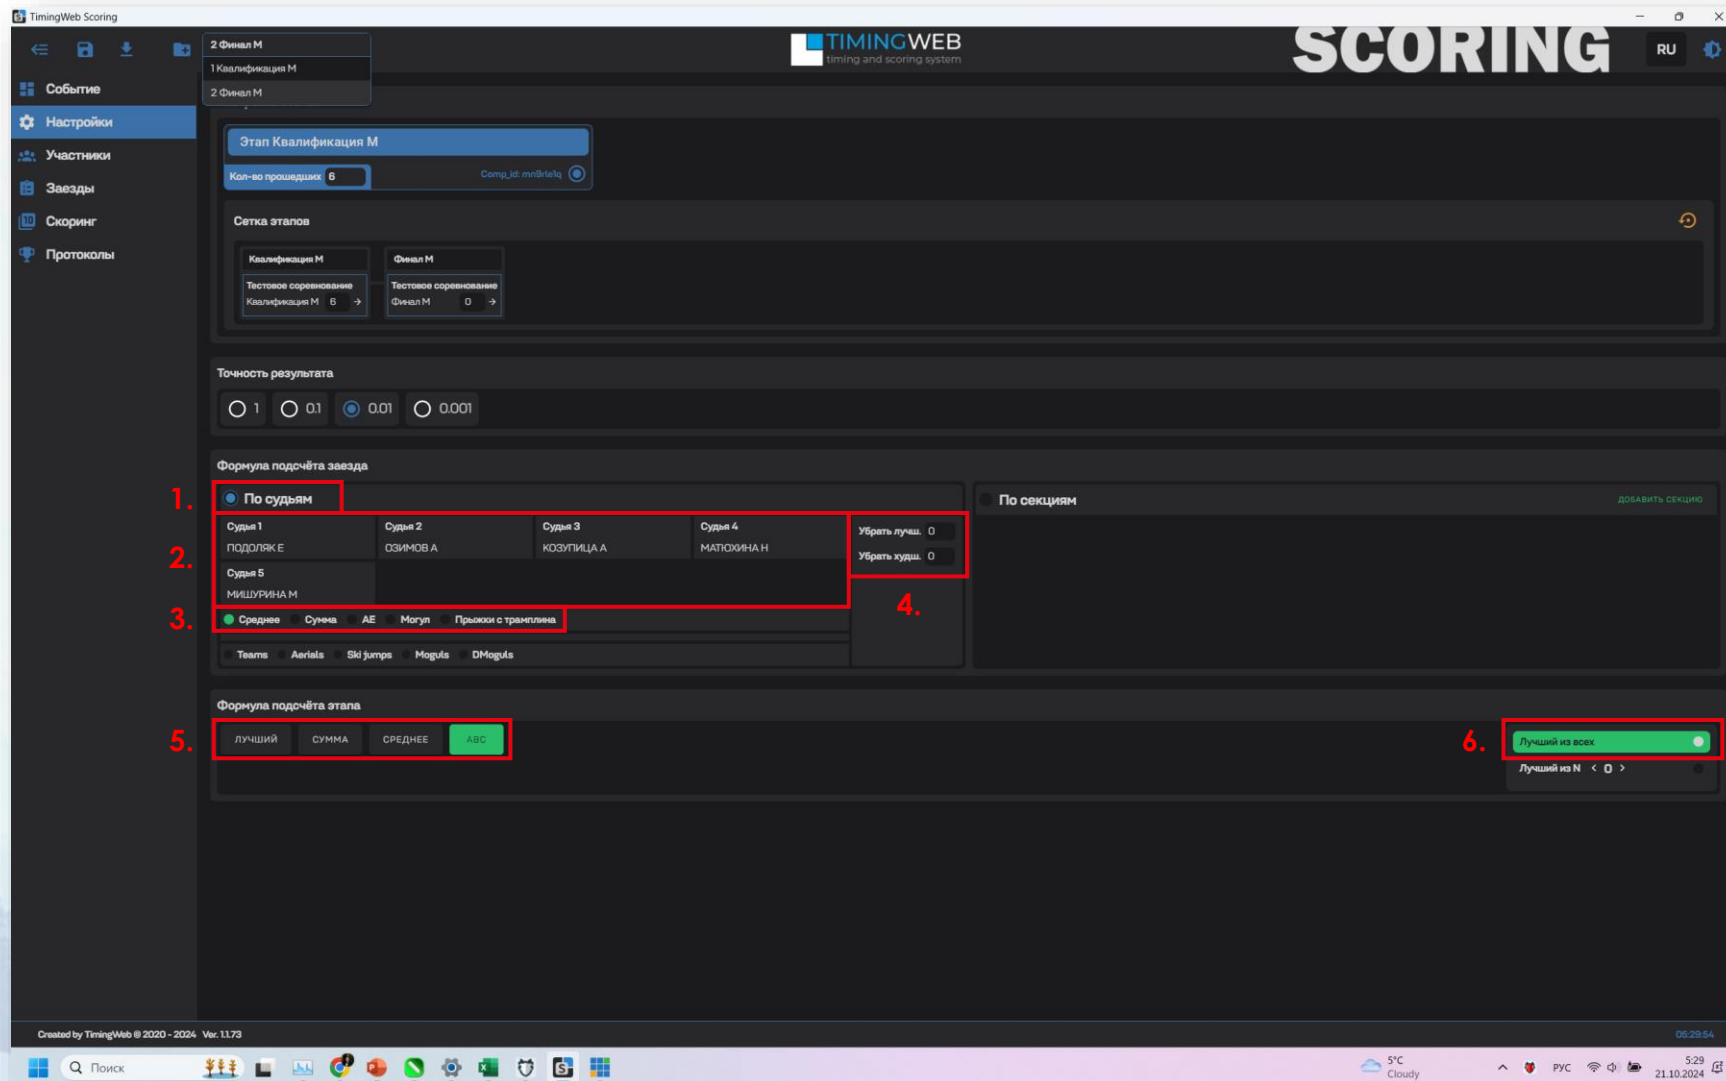 TimingWeb Scoring
2 Финал М
1 Квалификация М
2 Финал М
TIMINGWEB
timing and scoring system
SCORING
RU
Событие
Настройки
Участники
Заезды
Скоринг
Протоколы
Этап Квалификация М
Кол-во прошедших 6
Comp_id: mn9rle1q
Сетка этапов
Квалификация М
Финал М
Тестовое соревнование
Квалификация М 6 →
Тестовое соревнование
Финал М 0 →
Точность результата
1 0.1 0.01 0.001
Формула подсчёта заезда
1.
По судьям
По секциям
ДОБАВИТЬ СЕКЦИЮ
2.
Судья 1
ПОДОЛЯК Е
Судья 2
ОЗИМОВ А
Судья 3
КОЗУПИЦА А
Судья 4
МАТЮХИНА Н
Судья 5
МИШУРИНА М
Убрать лучш. 0
Убрать худш. 0
4.
3.
Среднее Сумма АЕ Могул Прыжки с трамплина
Teams Aerials Ski jumps Moguls DMoguls
Формула подсчёта этапа
5.
ЛУЧШИЙ СУММА СРЕДНЕЕ ABC
6.
Лучший из всех
Лучший из N < 0 >
Created by TimingWeb © 2020 - 2024 Ver. 1.1.73
05:29:54
Поиск
5°C
Cloudy
РУС
5:29
21.10.2024